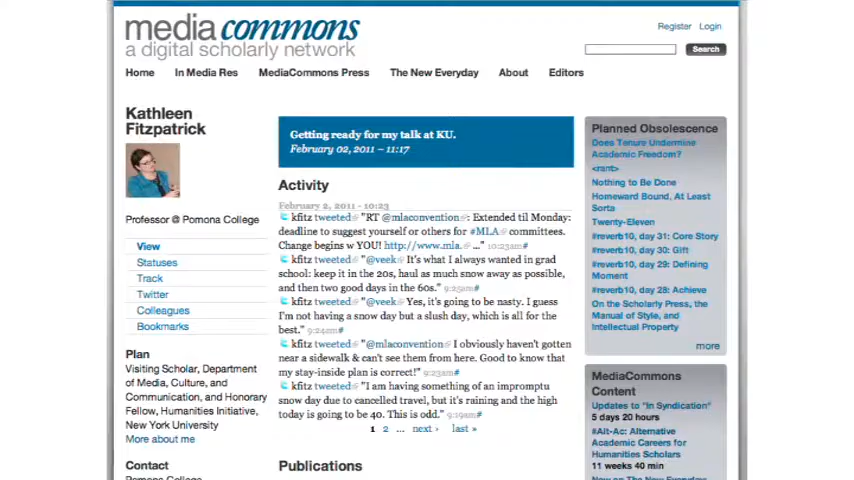 mediacommons
a digital scholarly network
Register Login
Search
Home In Media Res MediaCommons Press The New Everyday About Editors
Kathleen
Fitzpatrick
Professor @ Pomona College
View
Statuses
Track
Twitter
Colleagues
Bookmarks
Plan
Visiting Scholar, Department
of Media, Culture, and
Communication, and Honorary
Fellow, Humanities Initiative,
New York University
More about me
Contact
Pomona College
Getting ready for my talk at KU.
February 02, 2011 – 11:17
Activity
February 2, 2011 - 10:23
kfitz tweeted "RT @mlaconvention: Extended til Monday:
deadline to suggest yourself or others for #MLA committees.
Change begins w YOU! http://www.mla. ..." 10:23am#
kfitz tweeted "@veek It's what I always wanted in grad
school: keep it in the 20s, haul as much snow away as possible,
and then two good days in the 60s." 9:25am#
kfitz tweeted "@veek Yes, it's going to be nasty. I guess
I'm not having a snow day but a slush day, which is all for the
best." 9:24am#
kfitz tweeted "@mlaconvention I obviously haven't gotten
near a sidewalk & can't see them from here. Good to know that
my stay-inside plan is correct!" 9:23am#
kfitz tweeted "I am having something of an impromptu
snow day due to cancelled travel, but it's raining and the high
today is going to be 40. This is odd." 9:19am#
1 2 ... next › last »
Publications
Planned Obsolescence
Does Tenure Undermine
Academic Freedom?
<rant>
Nothing to Be Done
Homeward Bound, At Least
Sorta
Twenty-Eleven
#reverb10, day 31: Core Story
#reverb10, day 30: Gift
#reverb10, day 29: Defining
Moment
#reverb10, day 28: Achieve
On the Scholarly Press, the
Manual of Style, and
Intellectual Property
more
MediaCommons
Content
Updates to "In Syndication"
5 days 20 hours
#Alt-Ac: Alternative
Academic Careers for
Humanities Scholars
11 weeks 40 min
New on The New Everyday